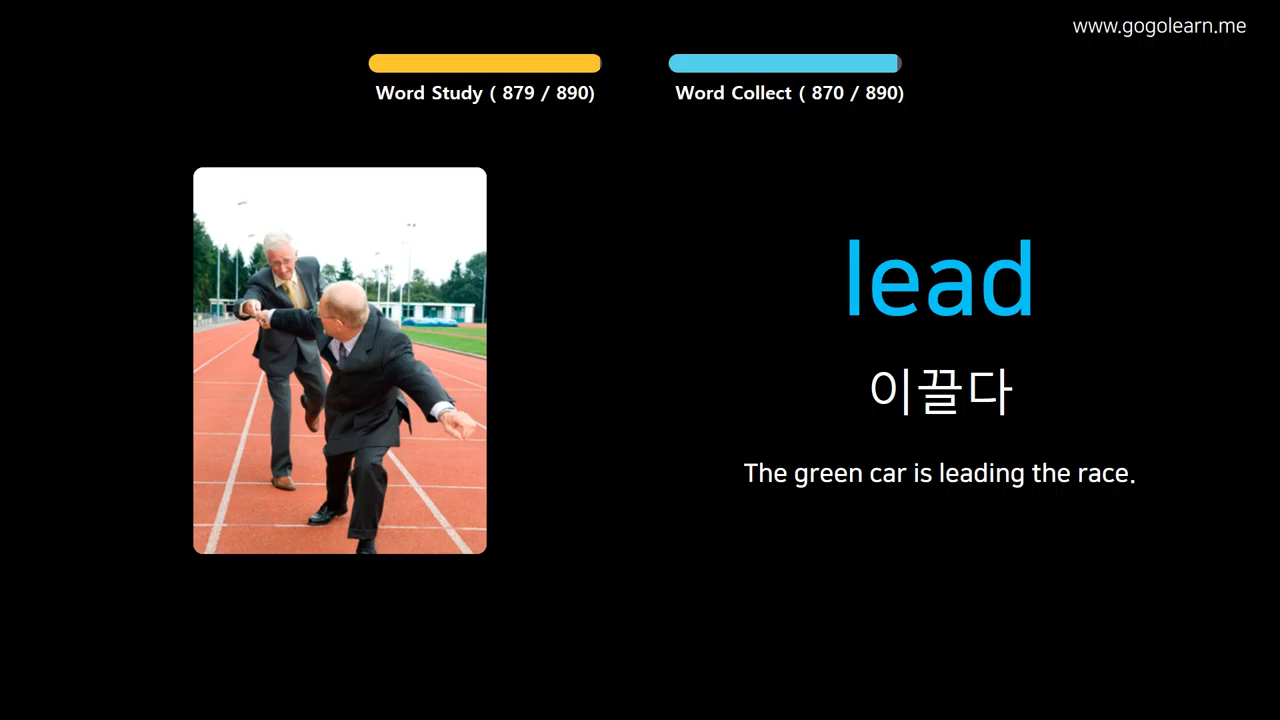 www.gogolearn.me
Word Study ( 879 / 890)
Word Collect ( 870 / 890)
lead
이끌다
The green car is leading the race.